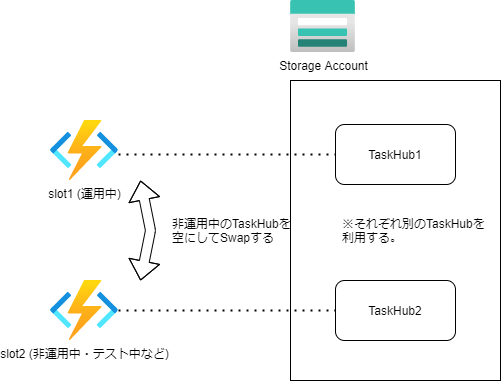 Storage Account
TaskHub1
slot1 (運用中)
非運用中のTaskHubを
空にしてSwapする
※それぞれ別のTaskHubを
利用する。
TaskHub2
slot2 (非運用中・テスト中など)